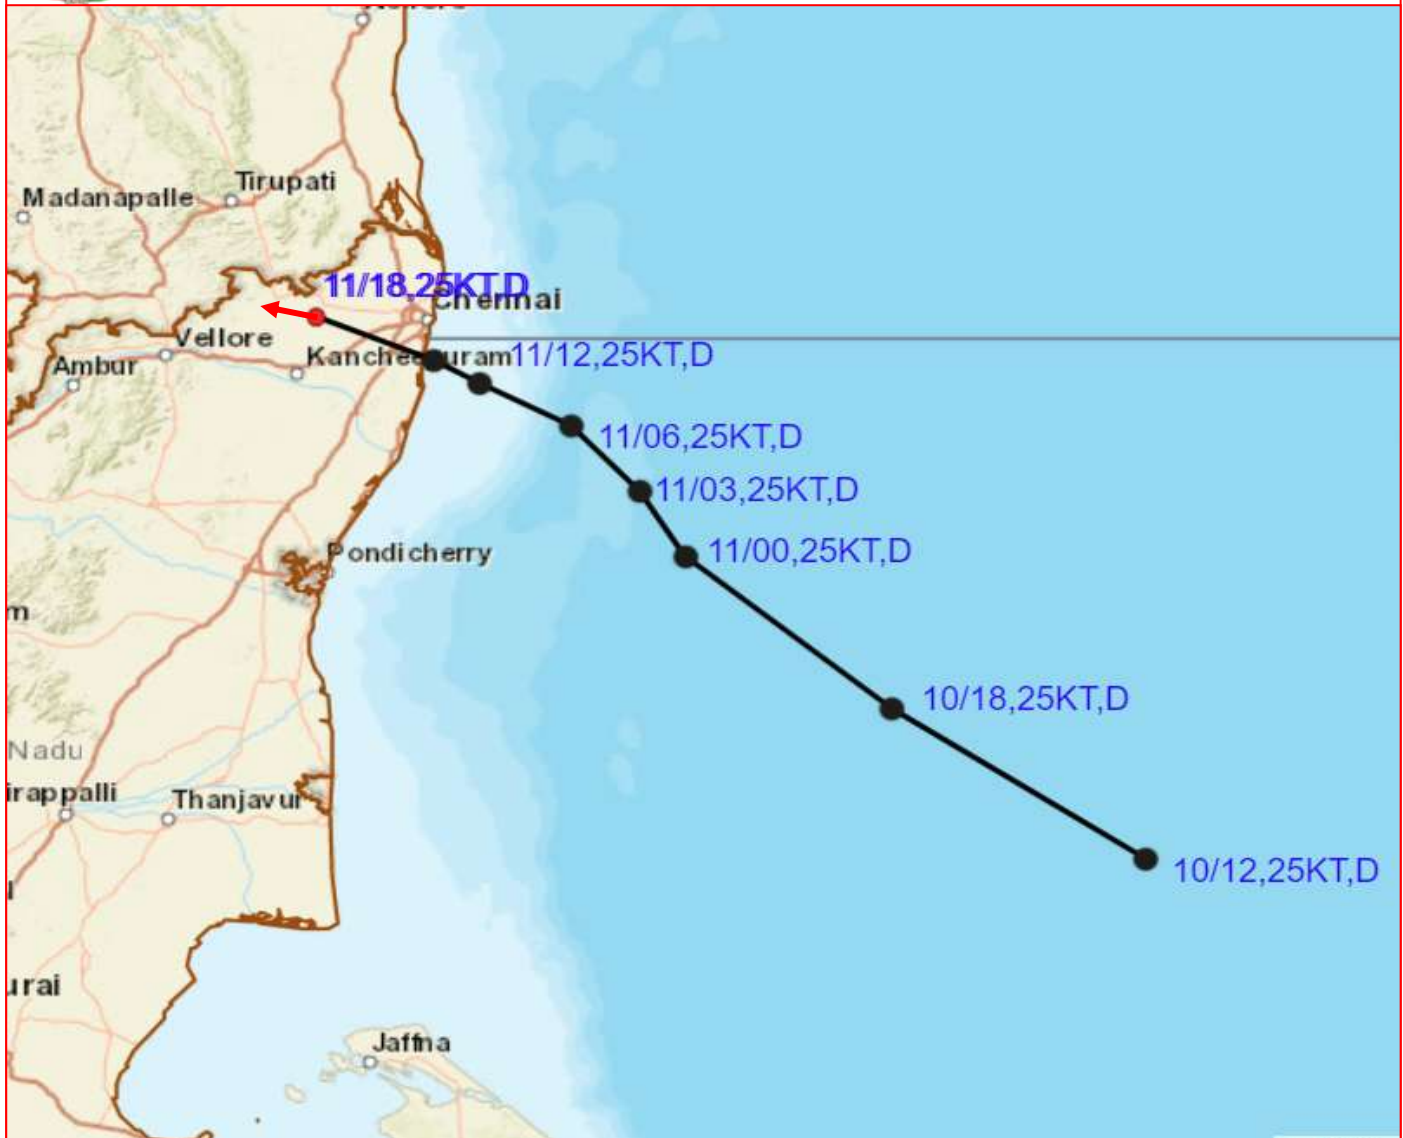 Tirupati
Madanapalle
11/18,25KT,D
Chennai
Vellore
Kancheepuram
11/12,25KT,D
Ambur
11/06,25KT,D
11/03,25KT,D
Pondicherry
11/00,25KT,D
m
10/18,25KT,D
Nadu
irappalli
Thanjavur
10/12,25KT,D
urai
Jaffna